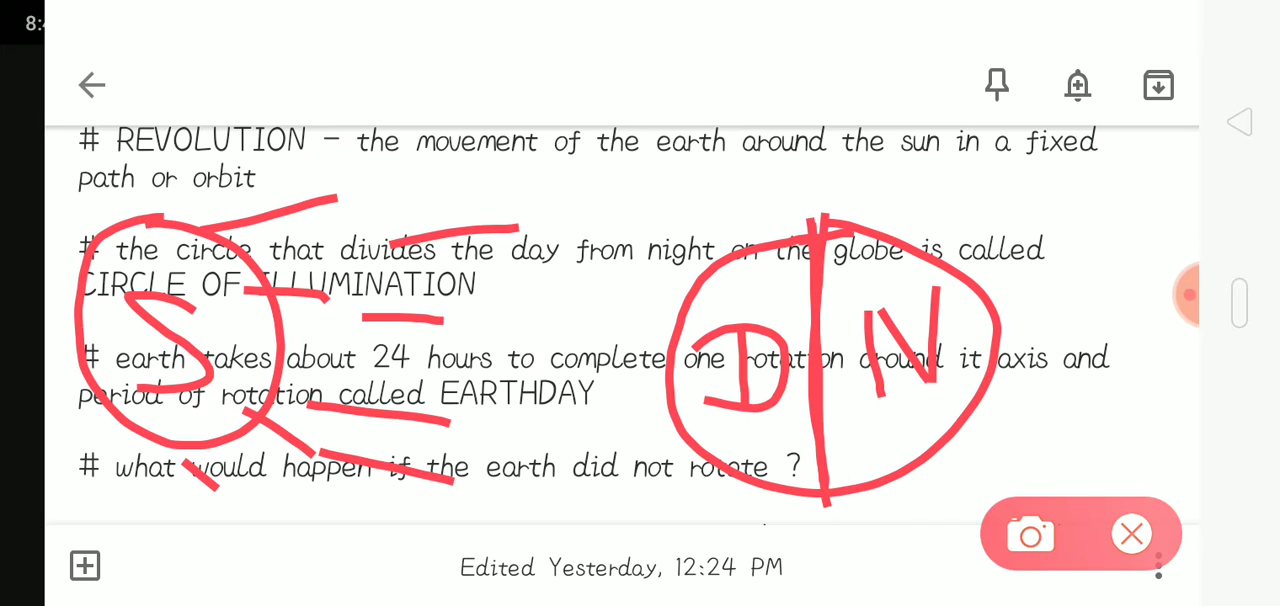 8:
# REVOLUTION - the movement of the earth around the sun in a fixed
path or orbit
# the circle that divides the day from night on the globe is called
CIRCLE OF ILLUMINATION
S
D N
# earth takes about 24 hours to complete one rotation around it axis and
period of rotation called EARTHDAY
# what would happen if the earth did not rotate ?
Edited Yesterday, 12:24 PM